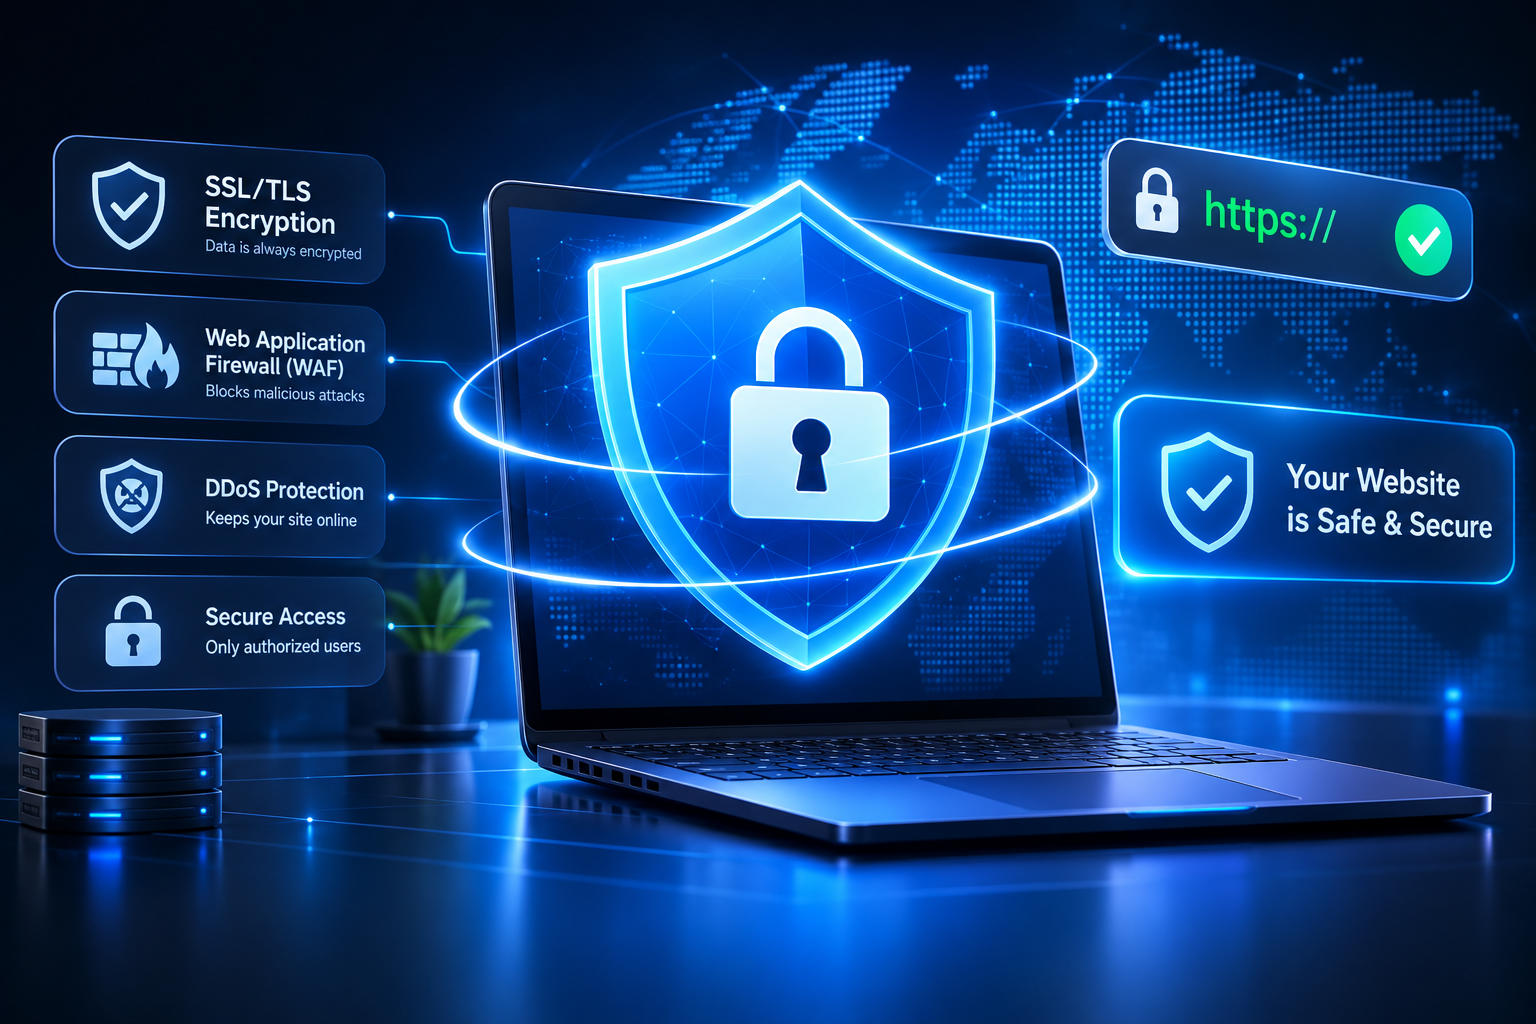 SSL/TLS
Encryption
Data is always encrypted
Web Application
Firewall (WAF)
Blocks malicious attacks
DDoS Protection
Keeps your site online
Secure Access
Only authorized users
https://
Your Website
is Safe & Secure